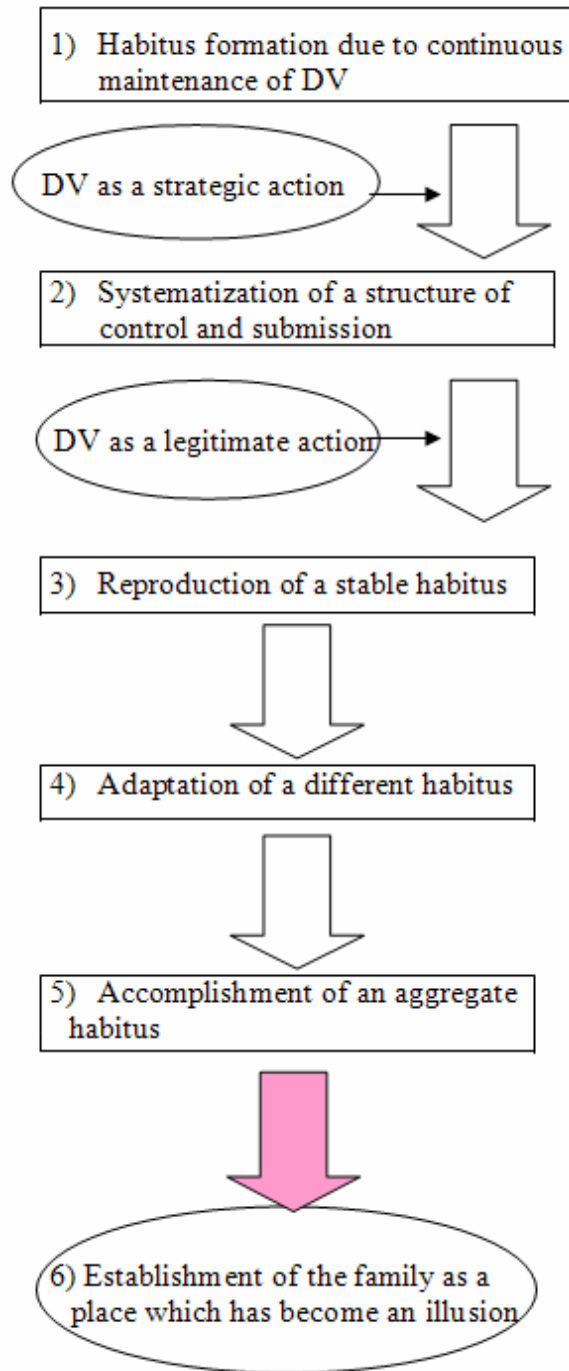 1) Habitus formation due to continuous
maintenance of DV
DV as a strategic action
2) Systematization of a structure of
control and submission
DV as a legitimate action
3) Reproduction of a stable habitus
4) Adaptation of a different habitus
5) Accomplishment of an aggregate
habitus
6) Establishment of the family as a
place which has become an illusion